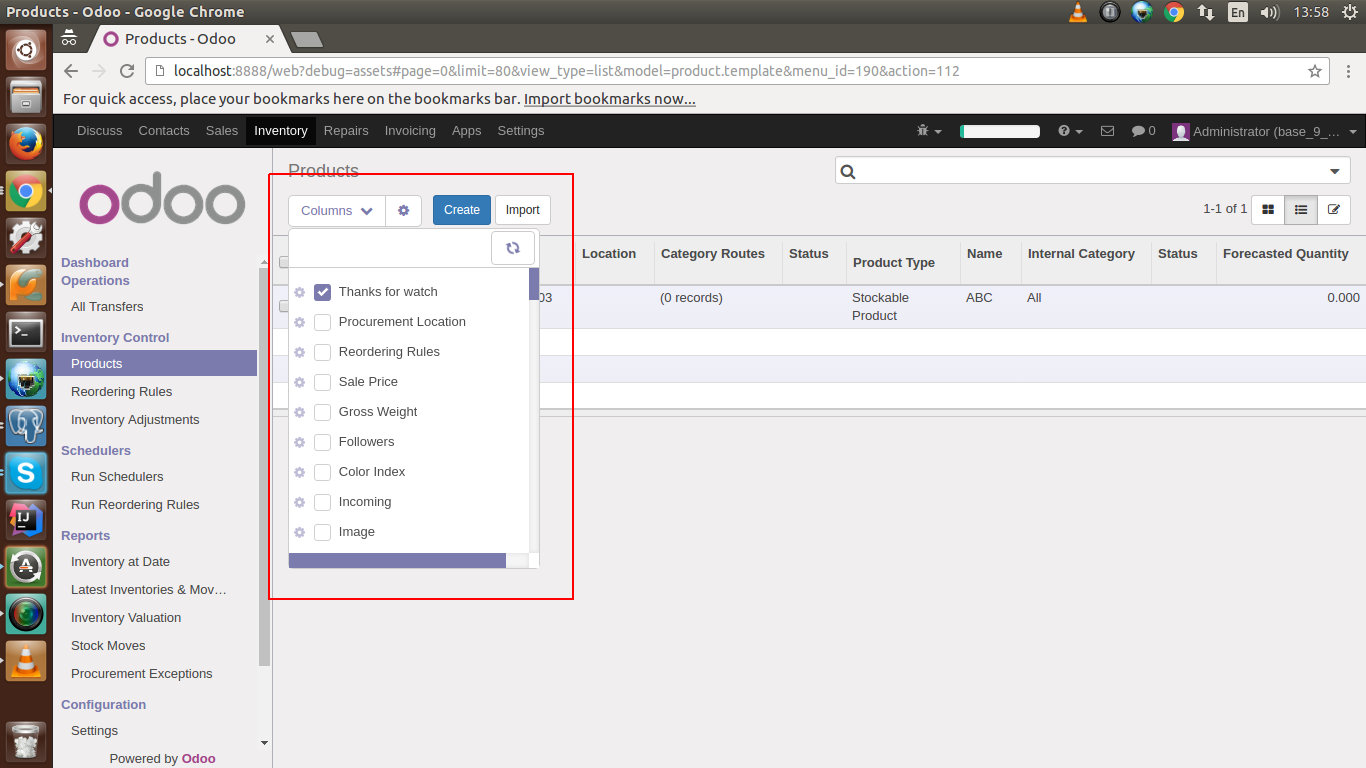 Products - Odoo - Google Chrome
En
13:58
Products - Odoo
localhost:8888/web?debug=assets#page=0&limit=80&view_type=list&model=product.template&menu_id=190&action=112
For quick access, place your bookmarks here on the bookmarks bar. Import bookmarks now...
Discuss Contacts Sales Inventory Repairs Invoicing Apps Settings
0 Administrator (base_9_...
odoo
Dashboard
Operations
All Transfers
Inventory Control
Products
Reordering Rules
Inventory Adjustments
Schedulers
Run Schedulers
Run Reordering Rules
Reports
Inventory at Date
Latest Inventories & Mov…
Inventory Valuation
Stock Moves
Procurement Exceptions
Configuration
Settings
Powered by Odoo
Products
Columns Create Import
1-1 of 1
Location Category Routes Status Product Type Name Internal Category Status Forecasted Quantity
03 (0 records) Stockable Product ABC All 0.000
Thanks for watch
Procurement Location
Reordering Rules
Sale Price
Gross Weight
Followers
Color Index
Incoming
Image